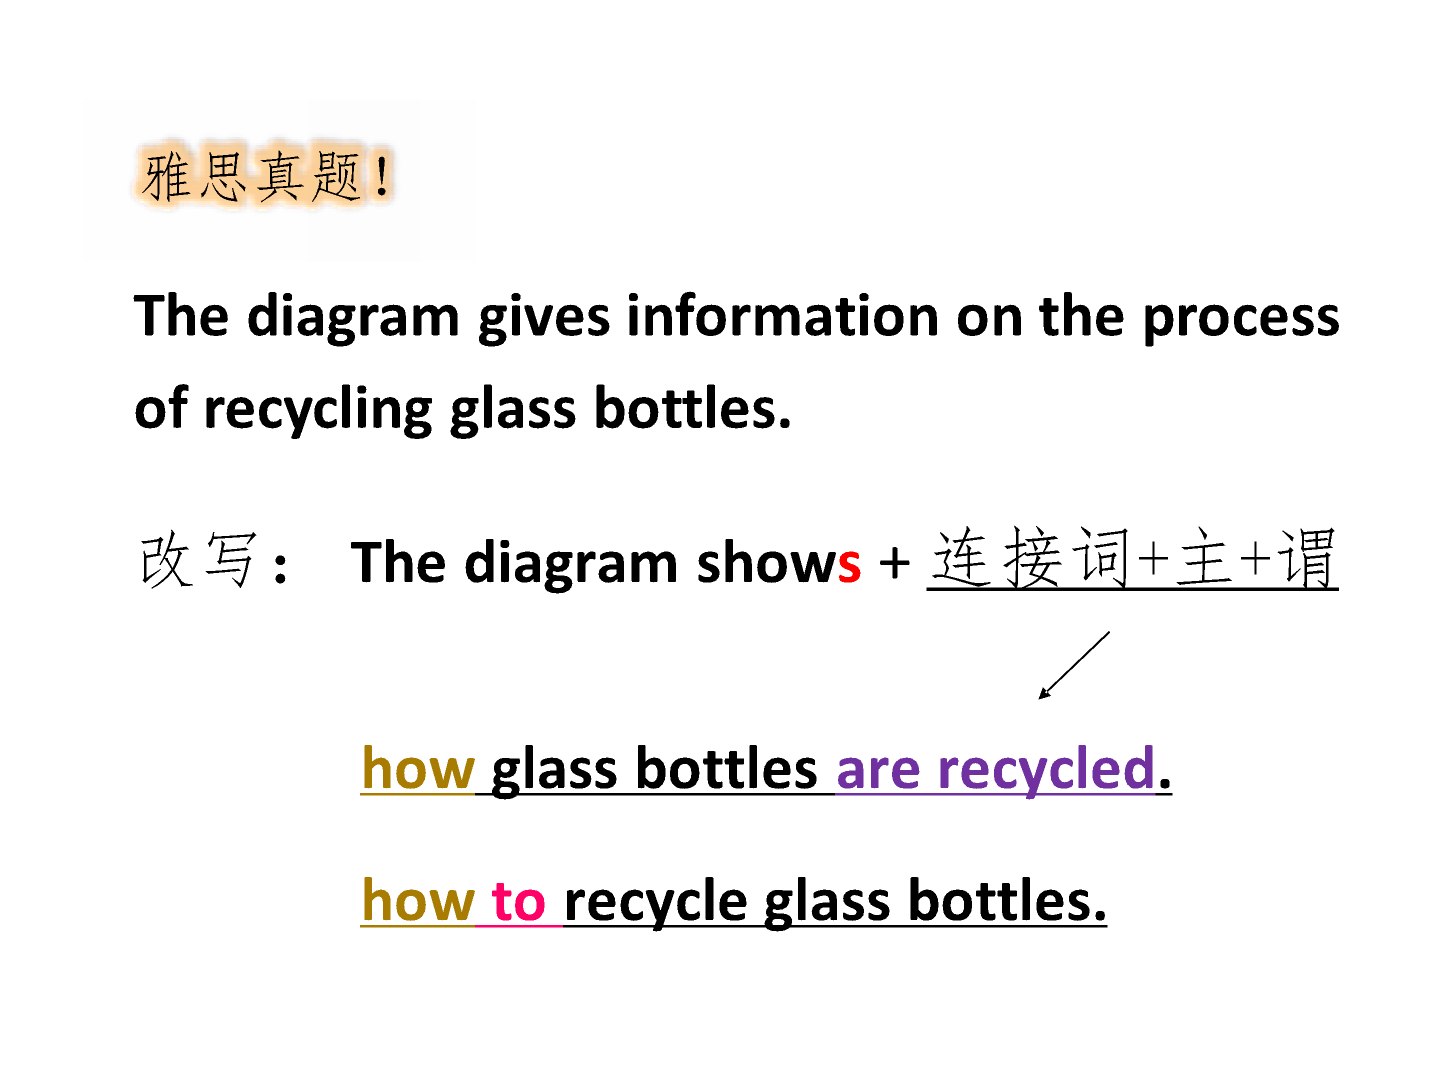 雅思真题!
The diagram gives information on the process
of recycling glass bottles.
改写： The diagram shows + 连接词+主+谓
how glass bottles are recycled.
how to recycle glass bottles.